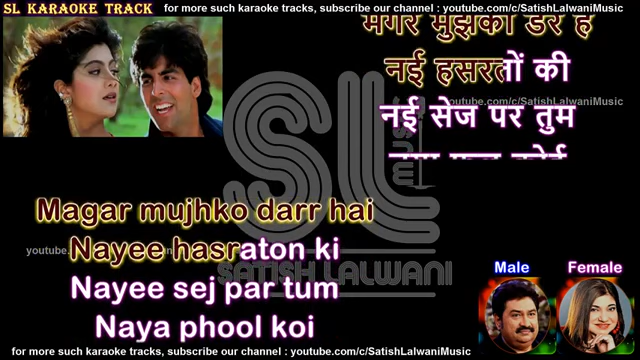 SL KARAOKE TRACK for more such karaoke tracks, subscribe our channel : youtube.com/c/SatishLalwaniMusic
मगर मुझको डर है
नई हसरतों की
youtube.com/c/SatishLalwaniMusic
नई सेज पर तुम
SL
MUSIC
SATISH LALWANI
Magar mujhko darr hai
Nayee hasraton ki
youtube.
Nayee sej par tum
Naya phool koi
Male Female
for more such karaoke tracks, subscribe our channel : youtube.com/c/SatishLalwaniMusic